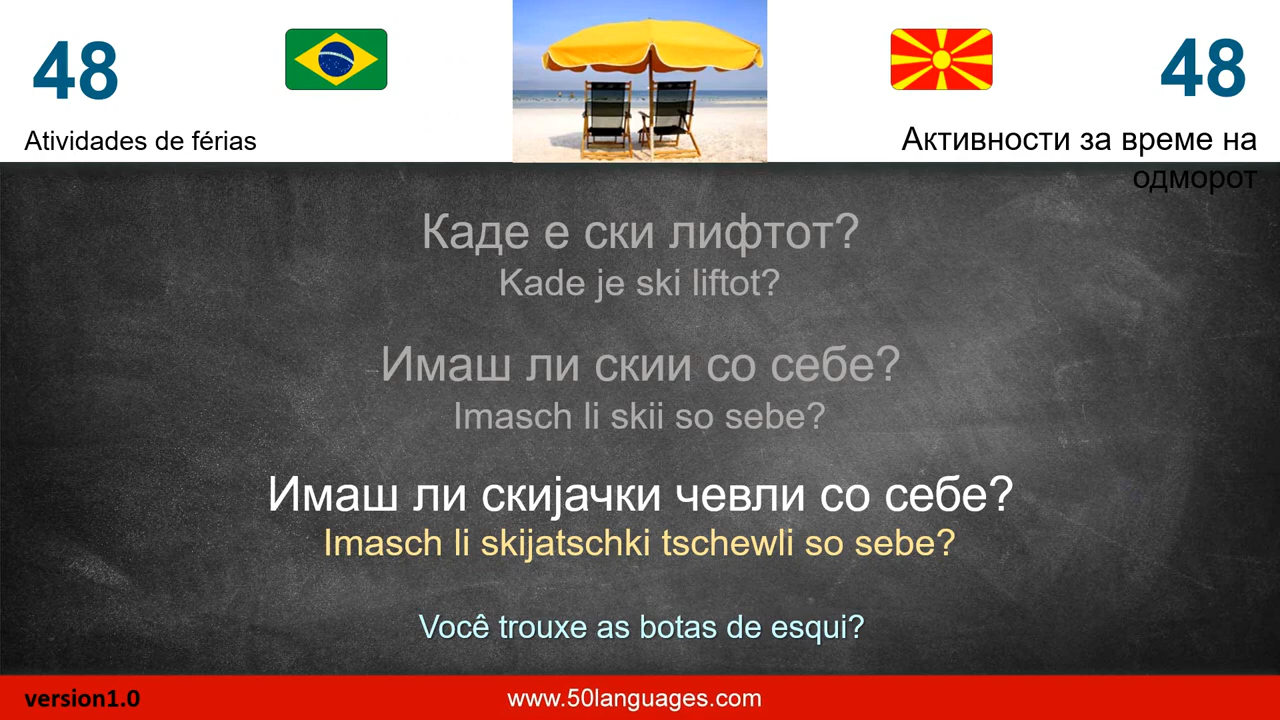 48
48
Atividades de férias
Активности за време на
одморот
Каде е ски лифтот?
Kade je ski liftot?
Имаш ли скии со себе?
Imasch li skii so sebe?
Имаш ли скијачки чевли со себе?
Imasch li skijatschki tschewli so sebe?
Você trouxe as botas de esqui?
version1.0
www.50languages.com